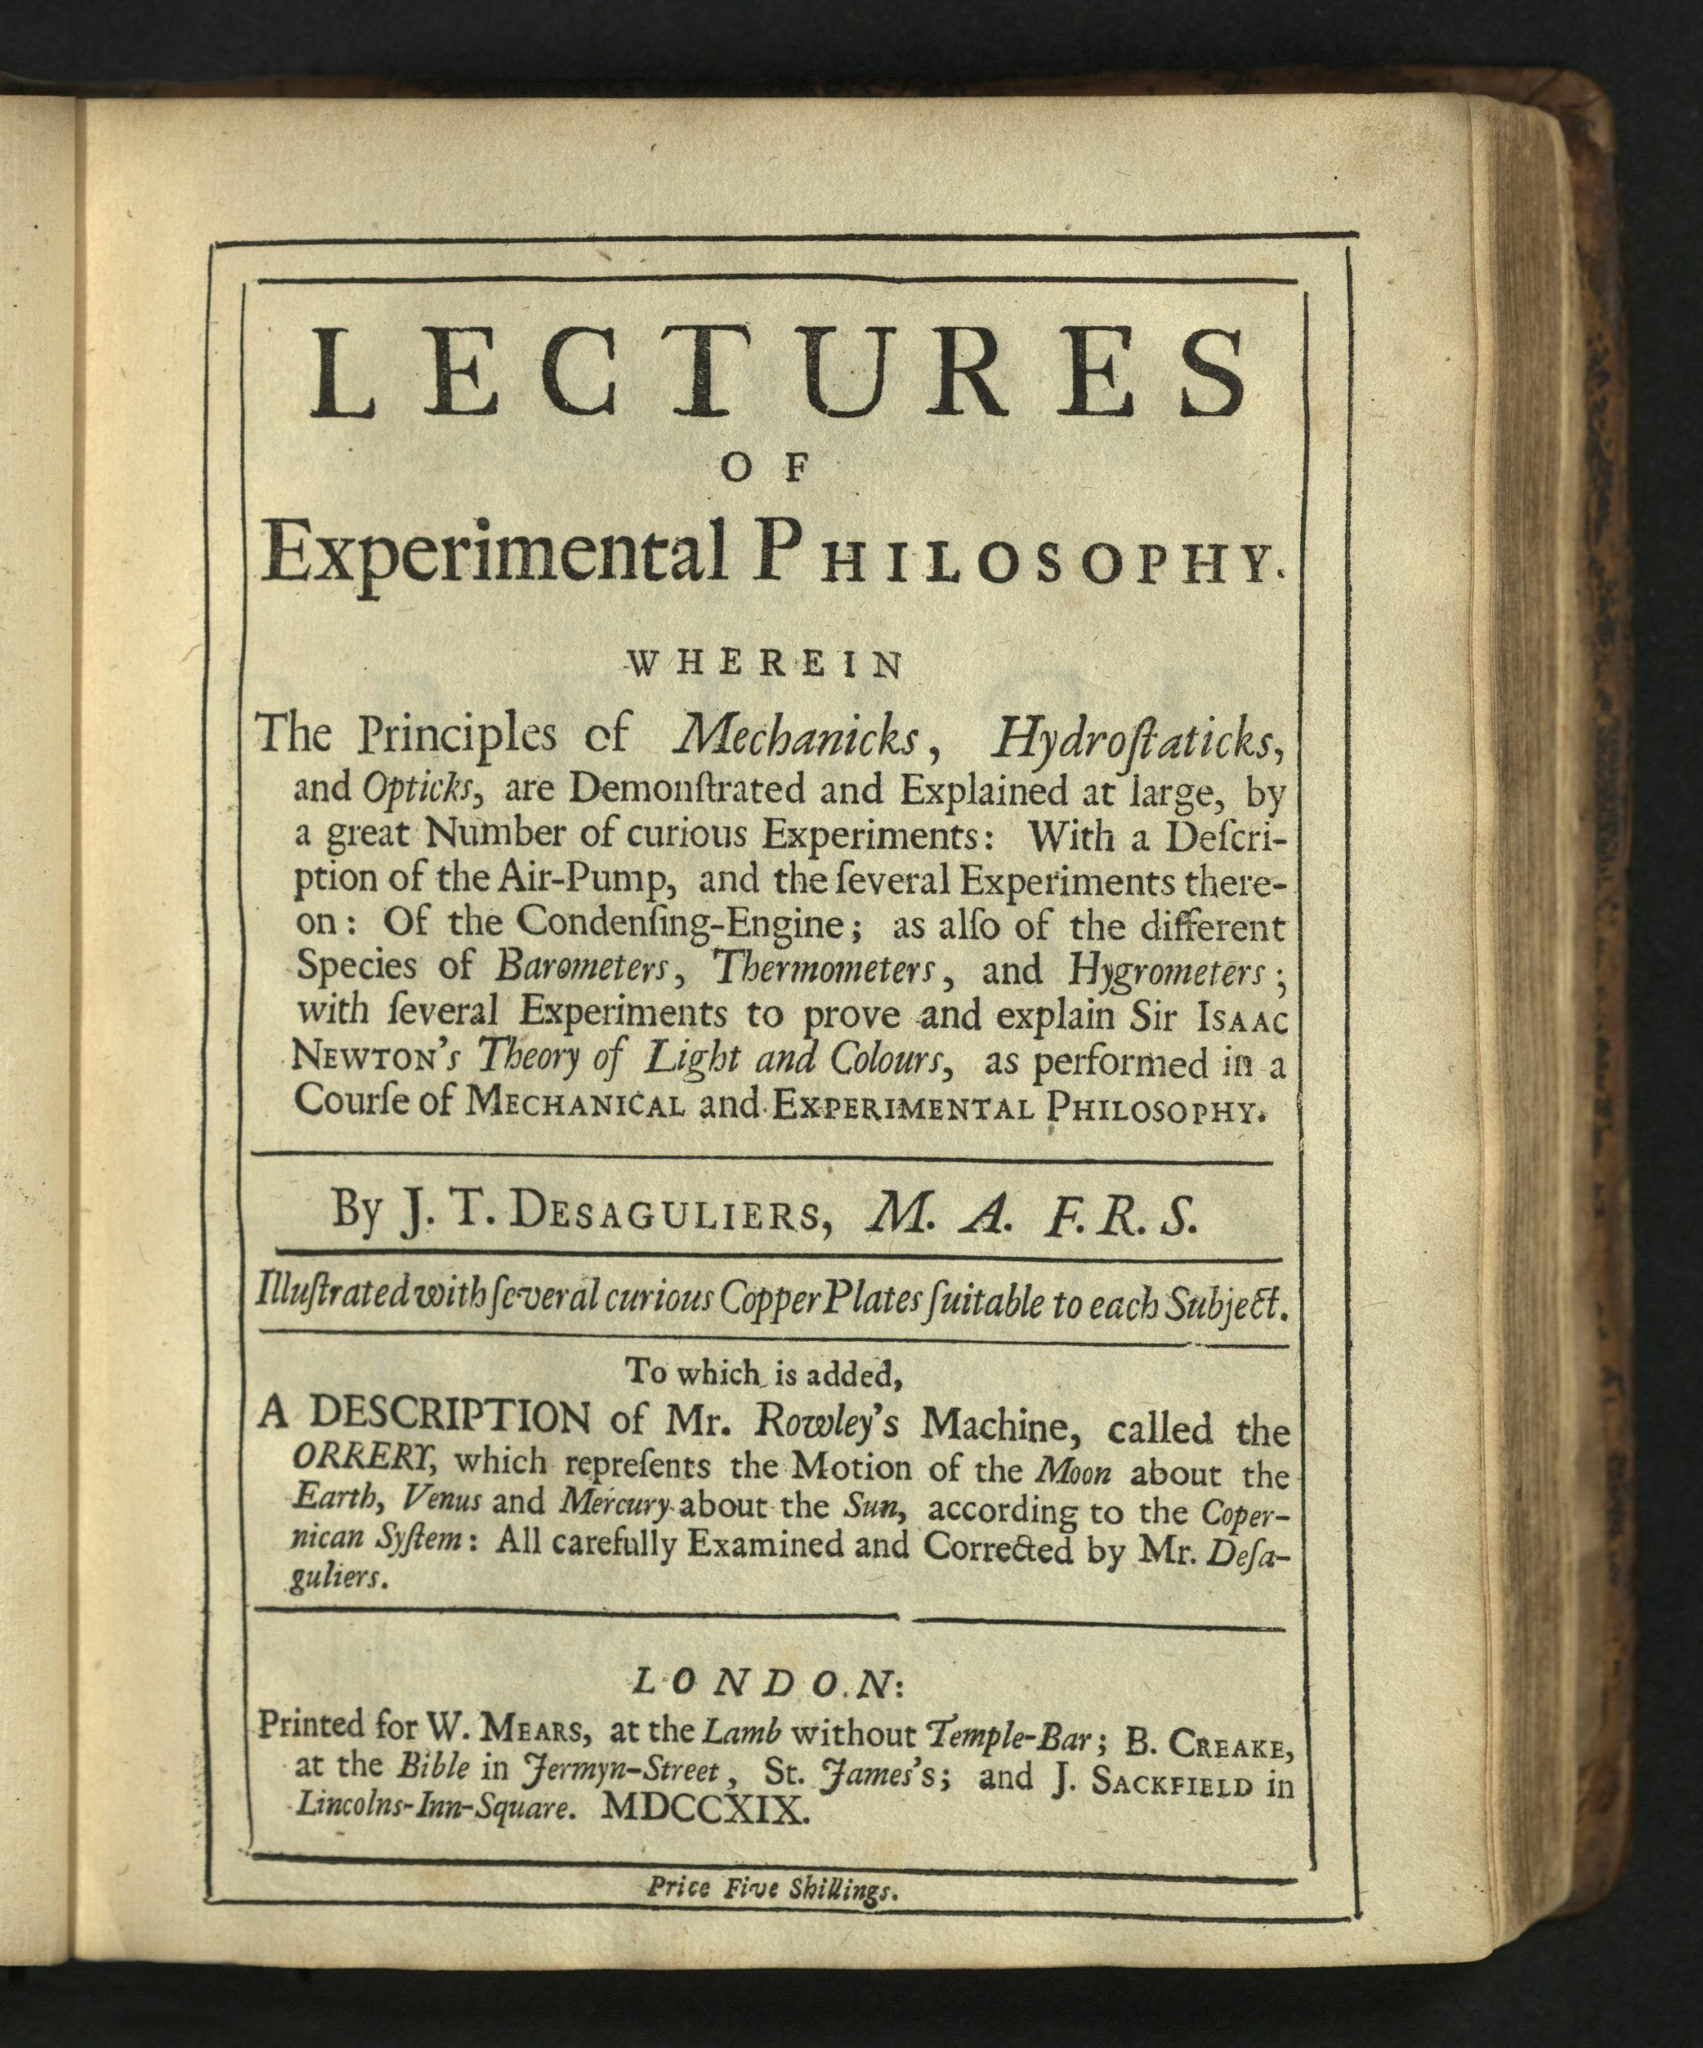 LECTURES
OF
Experimental PHILOSOPHY.
WHEREIN
The Principles of Mechanicks, Hydroſtaticks,
and Opticks, are Demonſtrated and Explained at large, by
a great Number of curious Experiments: With a Deſcri-
ption of the Air-Pump, and the ſeveral Experiments there-
on: Of the Condenſing-Engine; as alſo of the different
Species of Barometers, Thermometers, and Hygrometers;
with ſeveral Experiments to prove and explain Sir ISAAC
NEWTON's Theory of Light and Colours, as performed in a
Courſe of MECHANICAL and EXPERIMENTAL PHILOSOPHY.
By J. T. DESAGULIERS, M. A. F. R. S.
Illuſtrated with ſeveral curious Copper Plates ſuitable to each Subject.
To which is added,
A DESCRIPTION of Mr. Rowley's Machine, called the
ORRERY, which repreſents the Motion of the Moon about the
Earth, Venus and Mercury about the Sun, according to the Coper-
nican Syſtem: All carefully Examined and Corrected by Mr. Deſa-
guliers.
LONDON:
Printed for W. MEARS, at the Lamb without Temple-Bar; B. CREAKE,
at the Bible in Jermyn-Street, St. James's; and J. SACKFIELD in
Lincolns-Inn-Square. MDCCXIX.
Price Five Shillings.